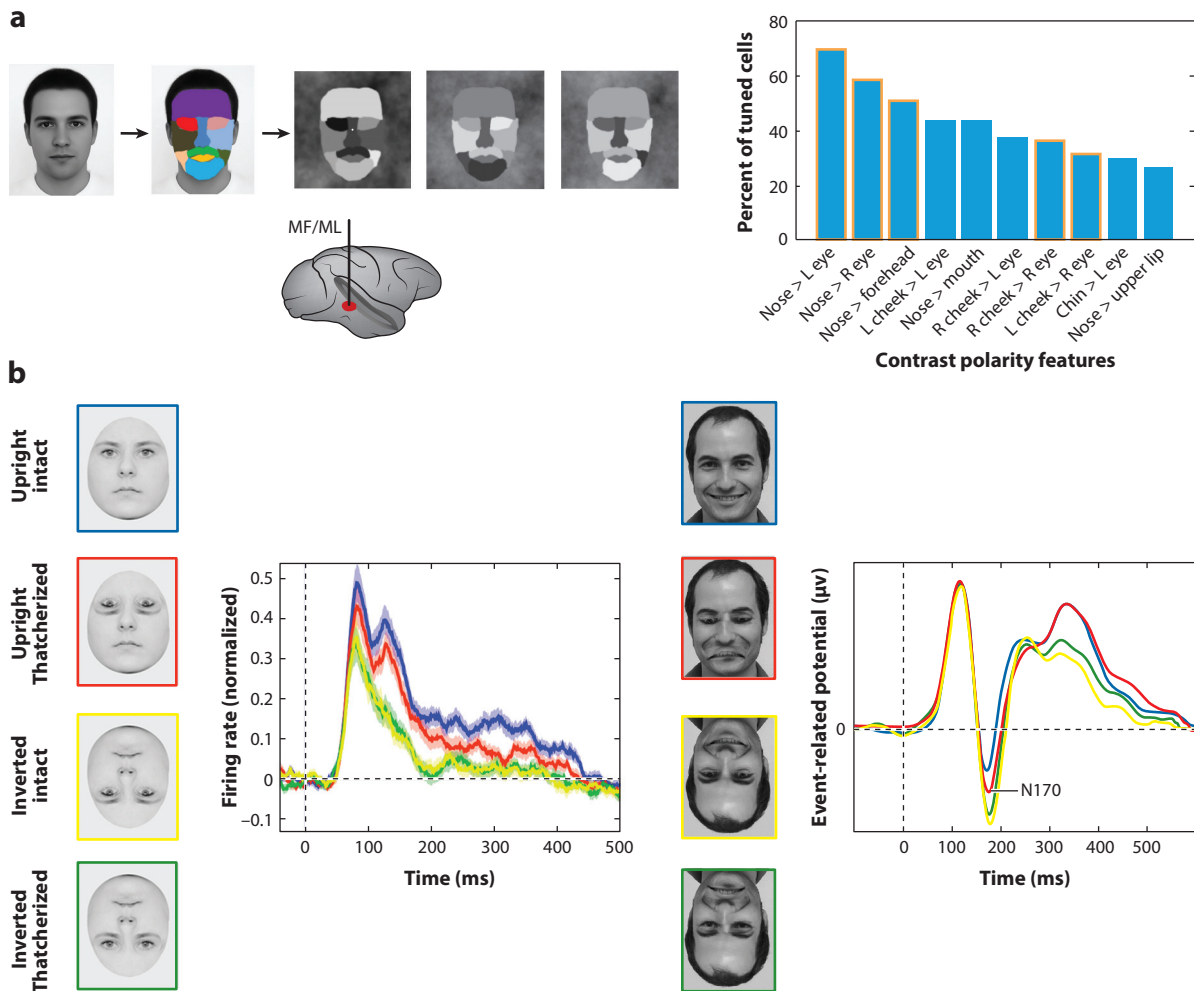 a
MF/ML
Percent of tuned cells
80
60
40
20
0
Nose > L eye
Nose > R eye
Nose > forehead
L cheek > L eye
Nose > mouth
R cheek > L eye
R cheek > R eye
L cheek > R eye
Chin > L eye
Nose > upper lip
Contrast polarity features
b
Upright
intact
Upright
Thatcherized
Inverted
intact
Inverted
Thatcherized
Firing rate (normalized)
0.5
0.4
0.3
0.2
0.1
0
–0.1
0
100
200
300
400
500
Time (ms)
Event-related potential (μv)
0
N170
0
100
200
300
400
500
Time (ms)